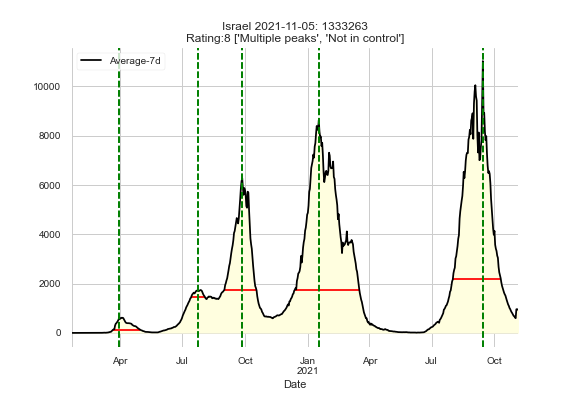 Israel 2021-11-05: 1333263
Rating:8 ['Multiple peaks', 'Not in control']
Average-7d
10000
8000
6000
4000
2000
0
Apr
Jul
Oct
Jan
2021
Apr
Jul
Oct
Date